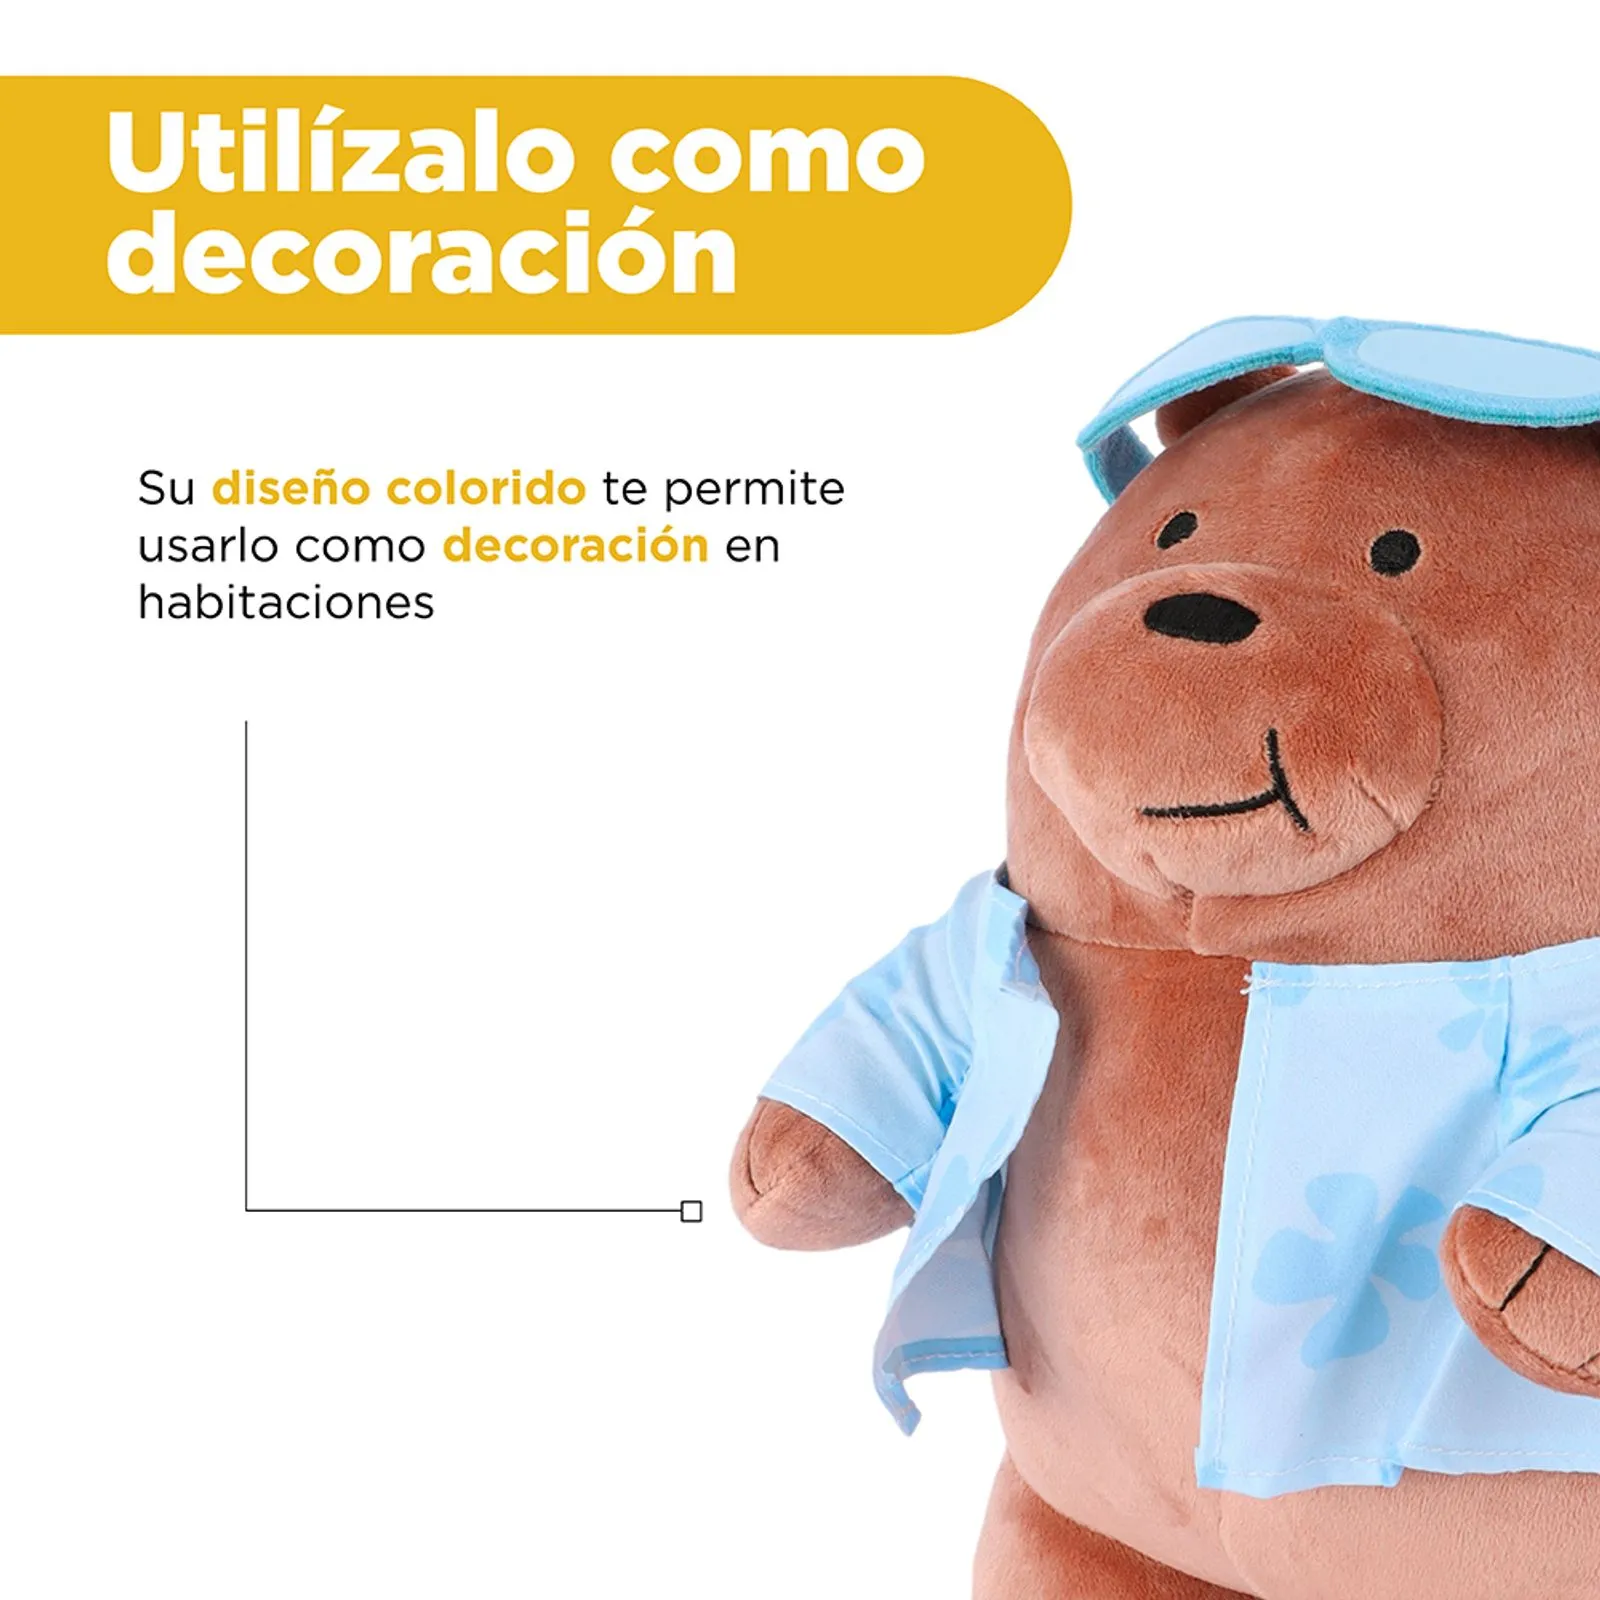 Utilízalo como
decoración
Su diseño colorido te permite
usarlo como decoración en
habitaciones